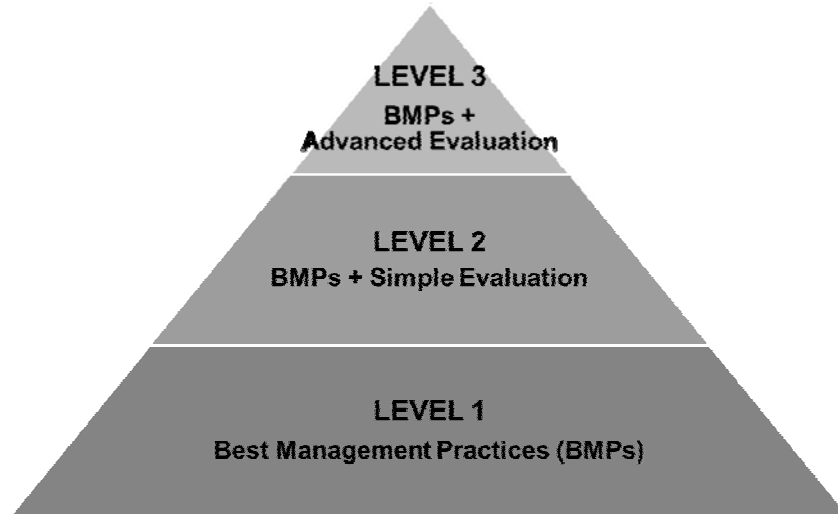 LEVEL 3
BMPs +
Advanced Evaluation
LEVEL 2
BMPs + Simple Evaluation
LEVEL 1
Best Management Practices (BMPs)